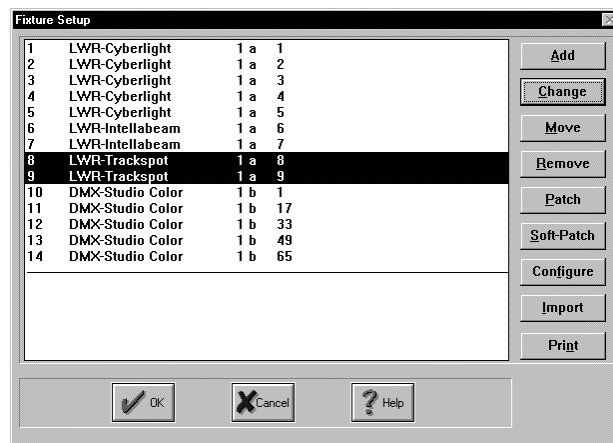 Fixture Setup
1 LWR-Cyberlight 1 a 1
2 LWR-Cyberlight 1 a 2
3 LWR-Cyberlight 1 a 3
4 LWR-Cyberlight 1 a 4
5 LWR-Cyberlight 1 a 5
6 LWR-Intellabeam 1 a 6
7 LWR-Intellabeam 1 a 7
8 LWR-Trackspot 1 a 8
9 LWR-Trackspot 1 a 9
10 DMX-Studio Color 1 b 1
11 DMX-Studio Color 1 b 17
12 DMX-Studio Color 1 b 33
13 DMX-Studio Color 1 b 49
14 DMX-Studio Color 1 b 65
Add
Change
Move
Remove
Patch
Soft-Patch
Configure
Import
Print
OK
Cancel
Help